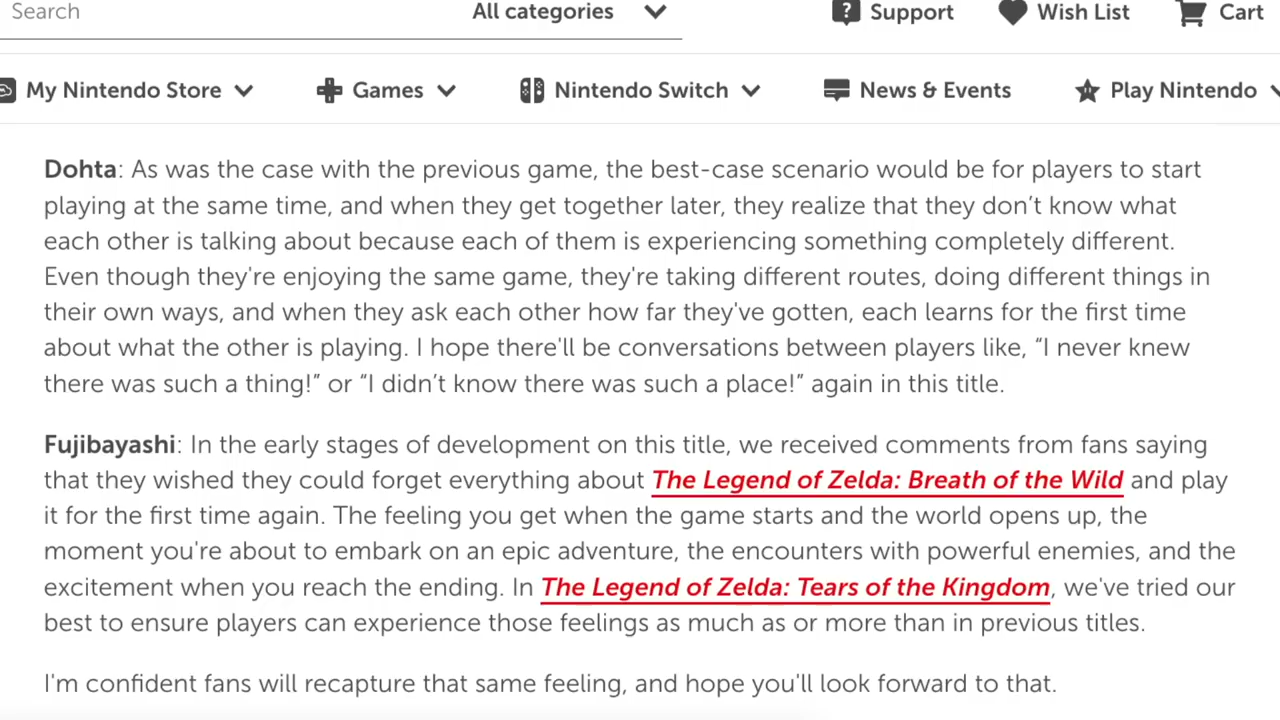 Search All categories Support Wish List Cart
My Nintendo Store Games Nintendo Switch News & Events Play Nintendo
Dohta: As was the case with the previous game, the best-case scenario would be for players to start
playing at the same time, and when they get together later, they realize that they don’t know what
each other is talking about because each of them is experiencing something completely different.
Even though they're enjoying the same game, they're taking different routes, doing different things in
their own ways, and when they ask each other how far they've gotten, each learns for the first time
about what the other is playing. I hope there'll be conversations between players like, “I never knew
there was such a thing!” or “I didn’t know there was such a place!” again in this title.
Fujibayashi: In the early stages of development on this title, we received comments from fans saying
that they wished they could forget everything about The Legend of Zelda: Breath of the Wild and play
it for the first time again. The feeling you get when the game starts and the world opens up, the
moment you're about to embark on an epic adventure, the encounters with powerful enemies, and the
excitement when you reach the ending. In The Legend of Zelda: Tears of the Kingdom, we've tried our
best to ensure players can experience those feelings as much as or more than in previous titles.
I'm confident fans will recapture that same feeling, and hope you'll look forward to that.